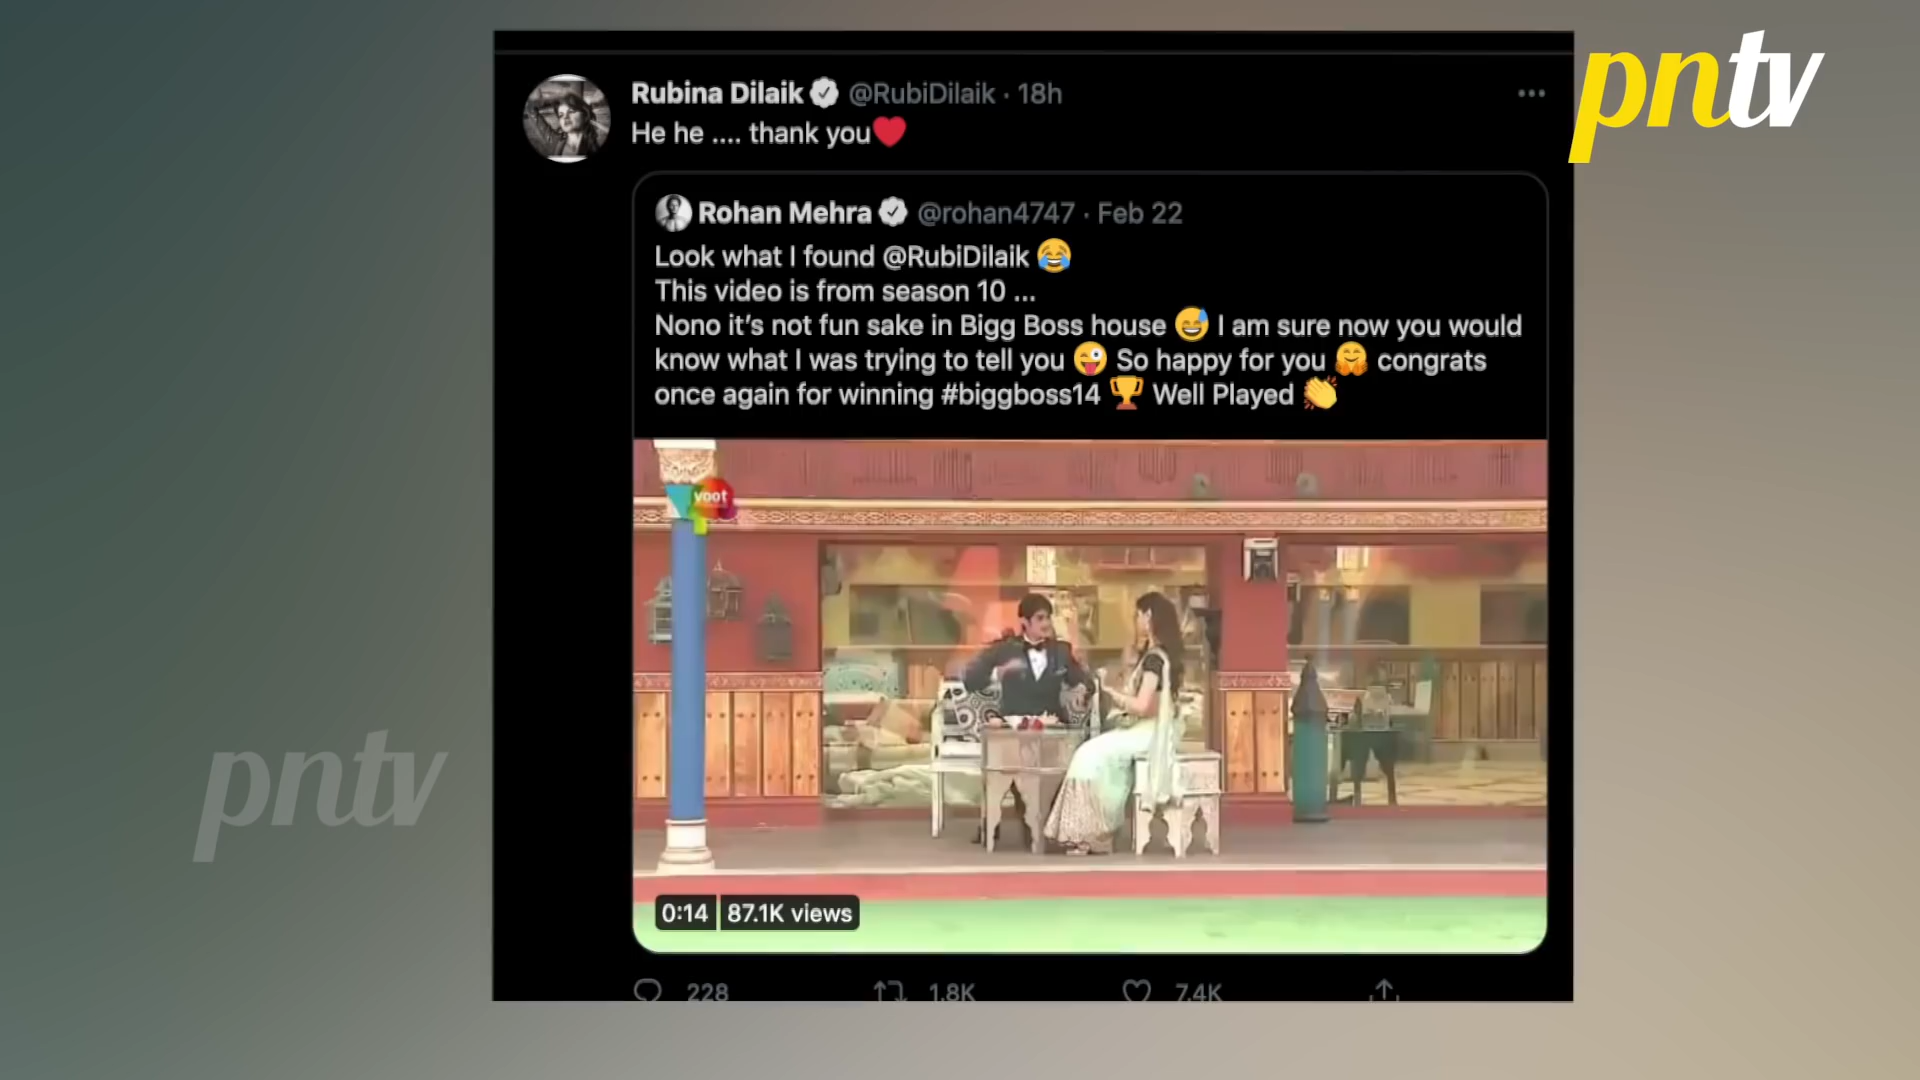 pntv
Rubina Dilaik @RubiDilaik · 18h
He he .... thank you❤️
Rohan Mehra @rohan4747 · Feb 22
Look what I found @RubiDilaik 😂
This video is from season 10 ...
Nono it's not fun sake in Bigg Boss house 😅 I am sure now you would
know what I was trying to tell you 😜 So happy for you 🤗 congrats
once again for winning #biggboss14 🏆 Well Played 👏
voot
0:14 87.1K views
228 1.8K 7.4K
pntv